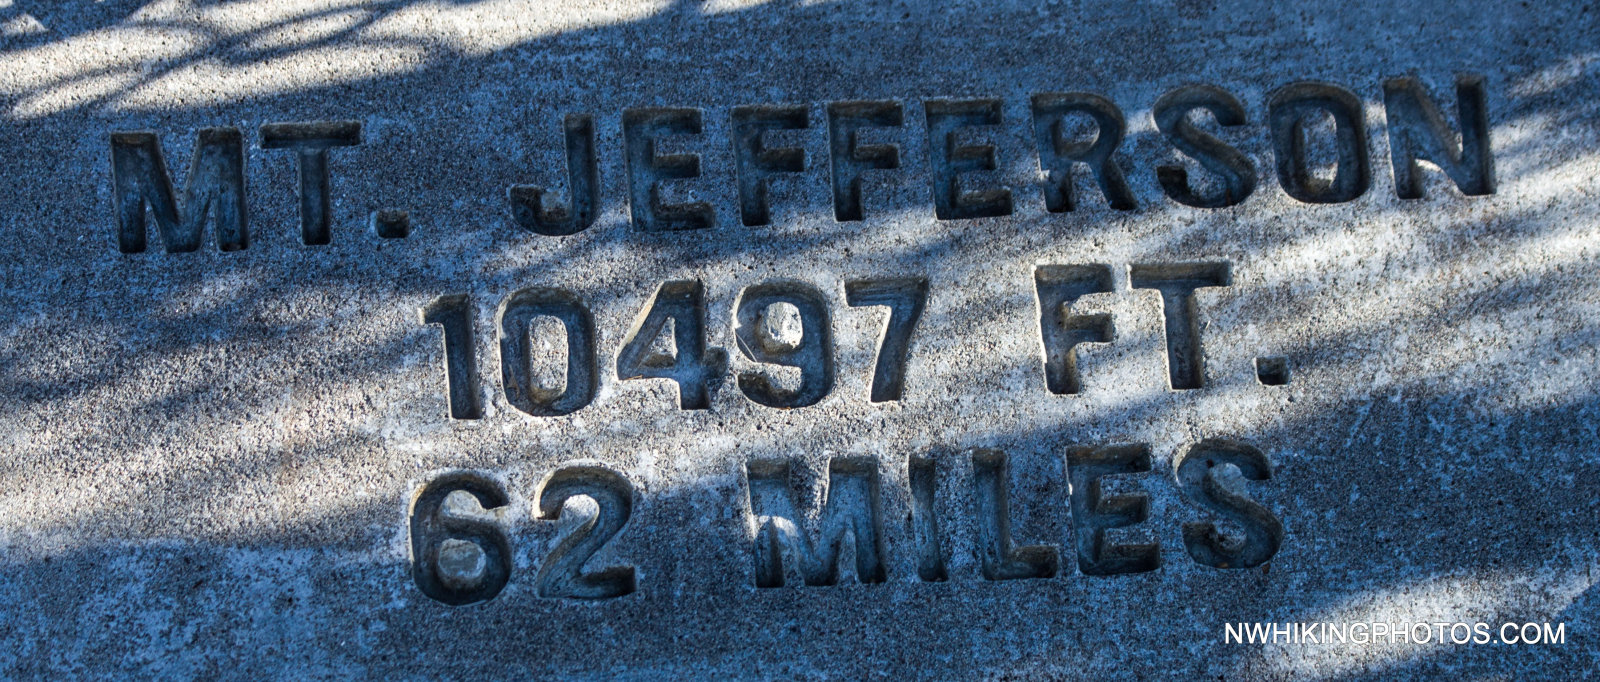 MT. JEFFERSON
10497 FT.
62 MILES
NWHIKINGPHOTOS.COM